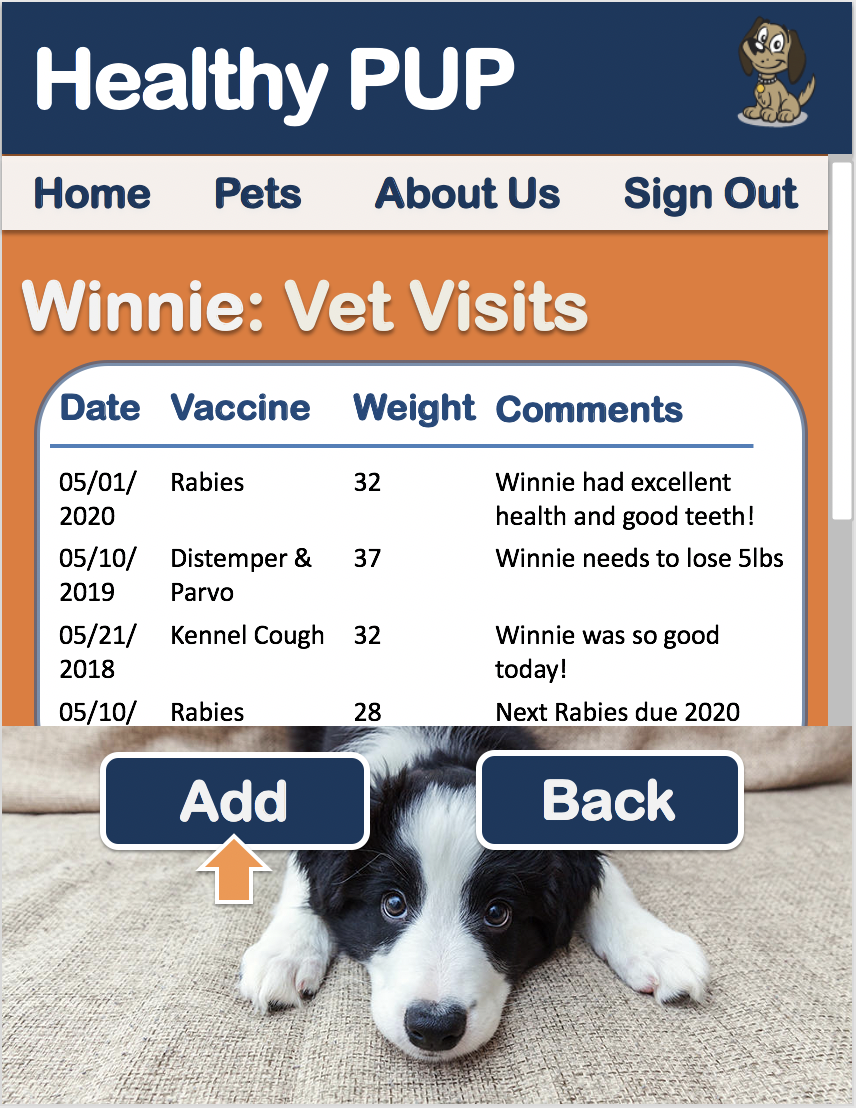 Healthy PUP
Home Pets About Us Sign Out
Winnie: Vet Visits
Date Vaccine Weight Comments
05/01/ Rabies 32 Winnie had excellent
2020 health and good teeth!
05/10/ Distemper & 37 Winnie needs to lose 5lbs
2019 Parvo
05/21/ Kennel Cough 32 Winnie was so good
2018 today!
05/10/ Rabies 28 Next Rabies due 2020
Add Back